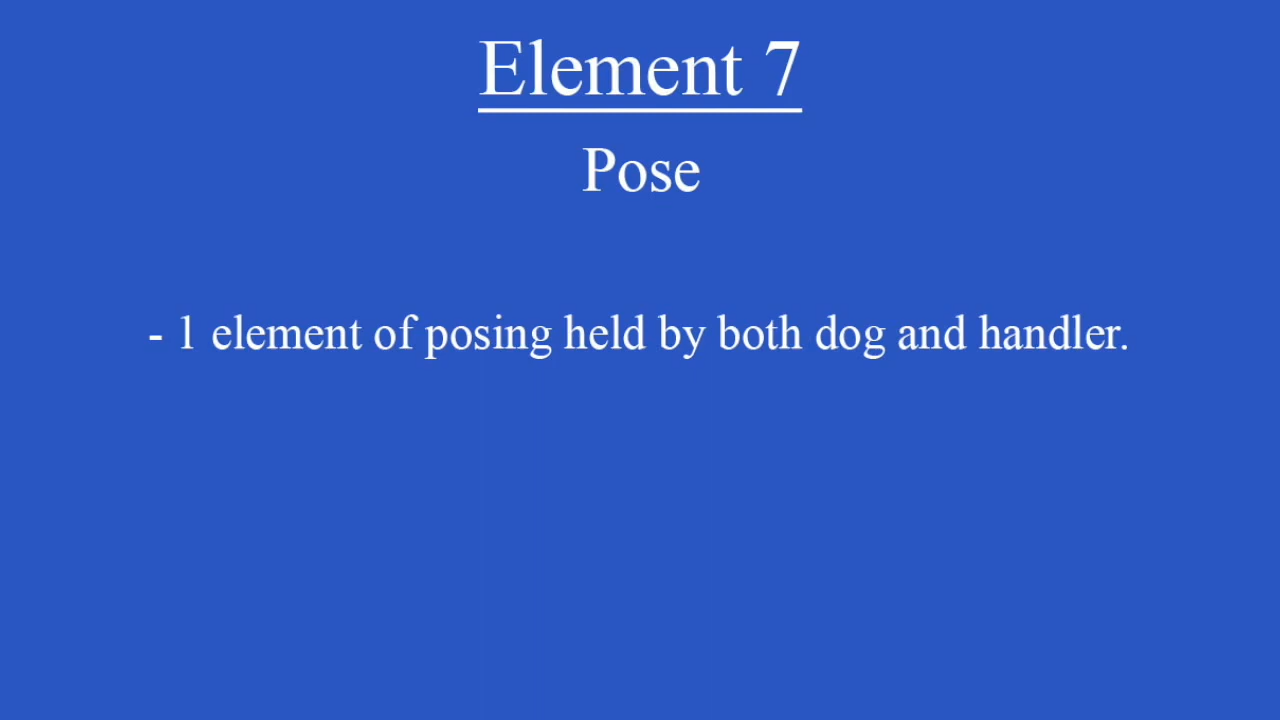 Element 7
Pose
- 1 element of posing held by both dog and handler.